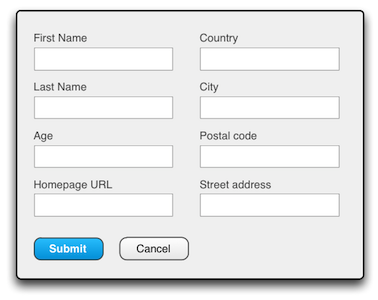 First Name
Country
Last Name
City
Age
Postal code
Homepage URL
Street address
Submit
Cancel